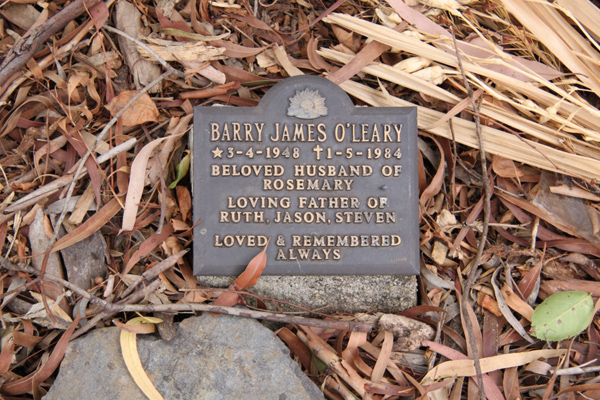 BARRY JAMES O'LEARY
★3-4-1948 ✝1-5-1984
BELOVED HUSBAND OF
ROSEMARY
LOVING FATHER OF
RUTH, JASON, STEVEN
LOVED & REMEMBERED
ALWAYS